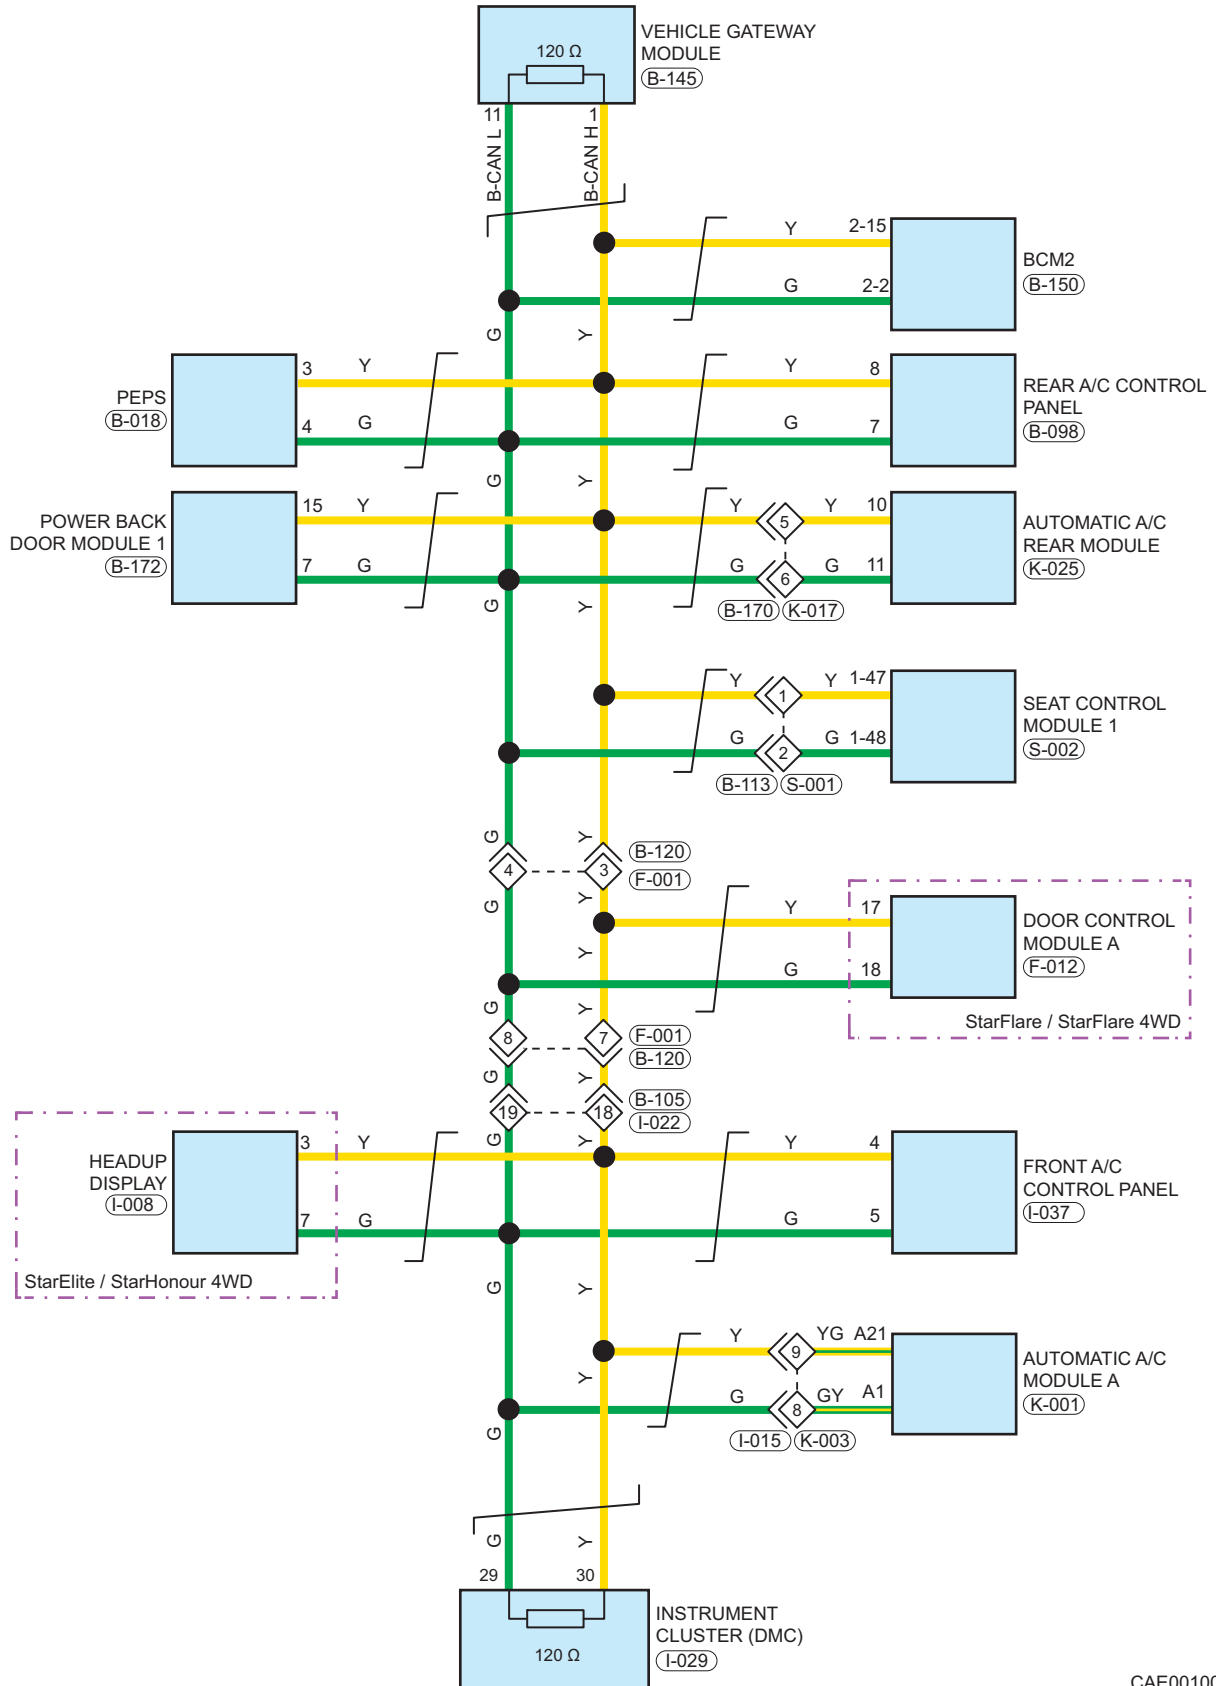 VEHICLE GATEWAY
MODULE
B-145
120 Ω
11
1
B-CAN L
B-CAN H
Y
2-15
G
2-2
BCM2
B-150
G
Y
PEPS
B-018
3
Y
4
G
Y
8
G
7
REAR A/C CONTROL
PANEL
B-098
G
Y
POWER BACK
DOOR MODULE 1
B-172
15
Y
7
G
Y
5
Y
10
G
6
G
11
B-170
K-017
AUTOMATIC A/C
REAR MODULE
K-025
G
Y
Y
1
Y
1-47
G
2
G
1-48
B-113
S-001
SEAT CONTROL
MODULE 1
S-002
G
Y
4
3
B-120
F-001
G
Y
Y
17
G
18
DOOR CONTROL
MODULE A
F-012
StarFlare / StarFlare 4WD
Y
G
Y
8
7
F-001
B-120
G
Y
19
18
B-105
I-022
G
Y
HEADUP
DISPLAY
I-008
3
Y
7
G
StarElite / StarHonour 4WD
Y
4
G
5
FRONT A/C
CONTROL PANEL
I-037
G
Y
Y
9
YG
A21
G
8
GY
A1
I-015
K-003
AUTOMATIC A/C
MODULE A
K-001
Y
G
G
Y
29
30
INSTRUMENT
CLUSTER (DMC)
I-029
120 Ω